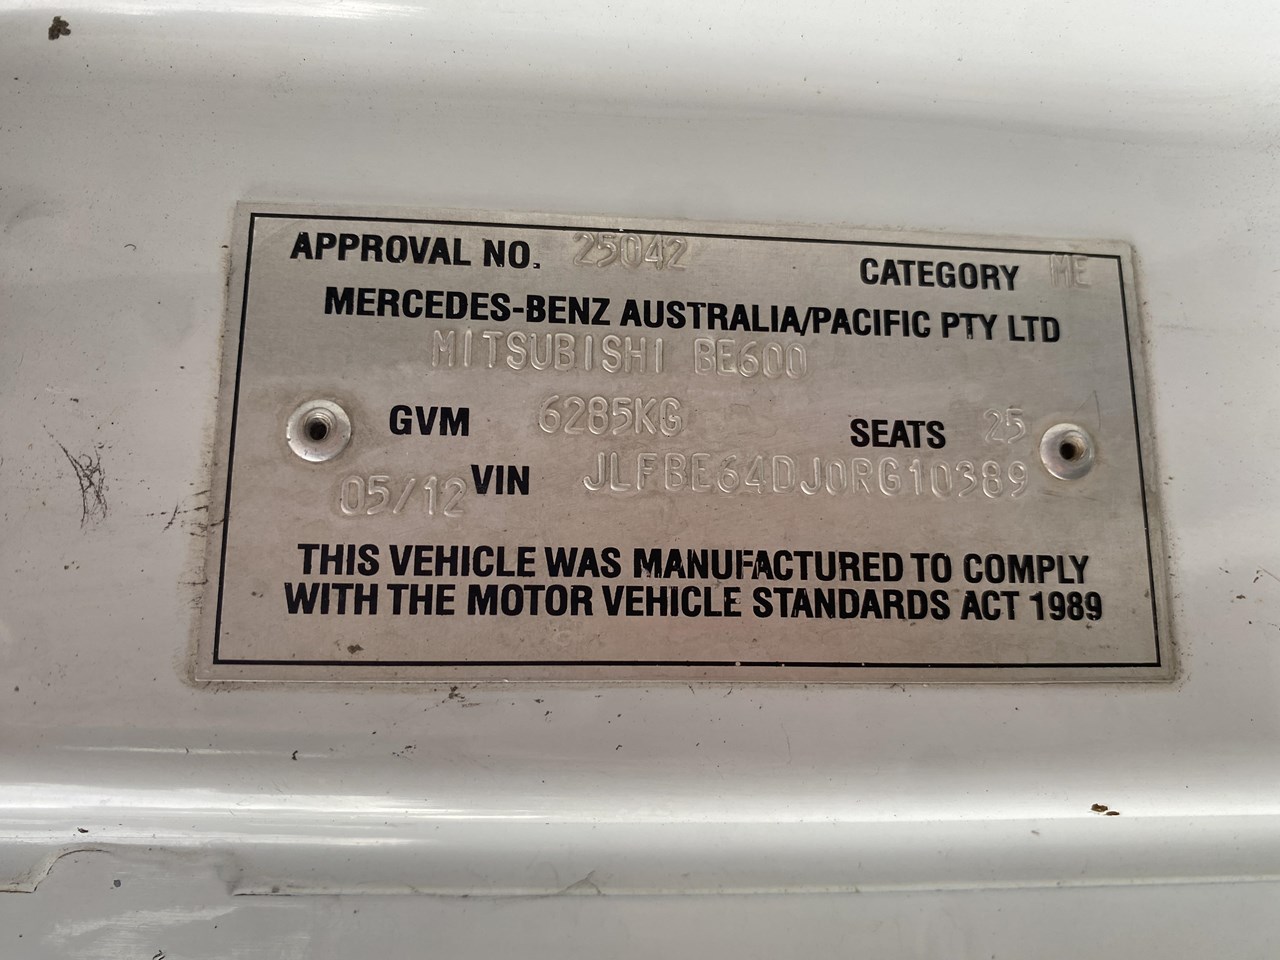 APPROVAL NO. 25042 CATEGORY ME
MERCEDES-BENZ AUSTRALIA/PACIFIC PTY LTD
MITSUBISHI BE600
GVM 6285KG SEATS 25
05/12 VIN JLFBE64DJ0RG10389
THIS VEHICLE WAS MANUFACTURED TO COMPLY
WITH THE MOTOR VEHICLE STANDARDS ACT 1989